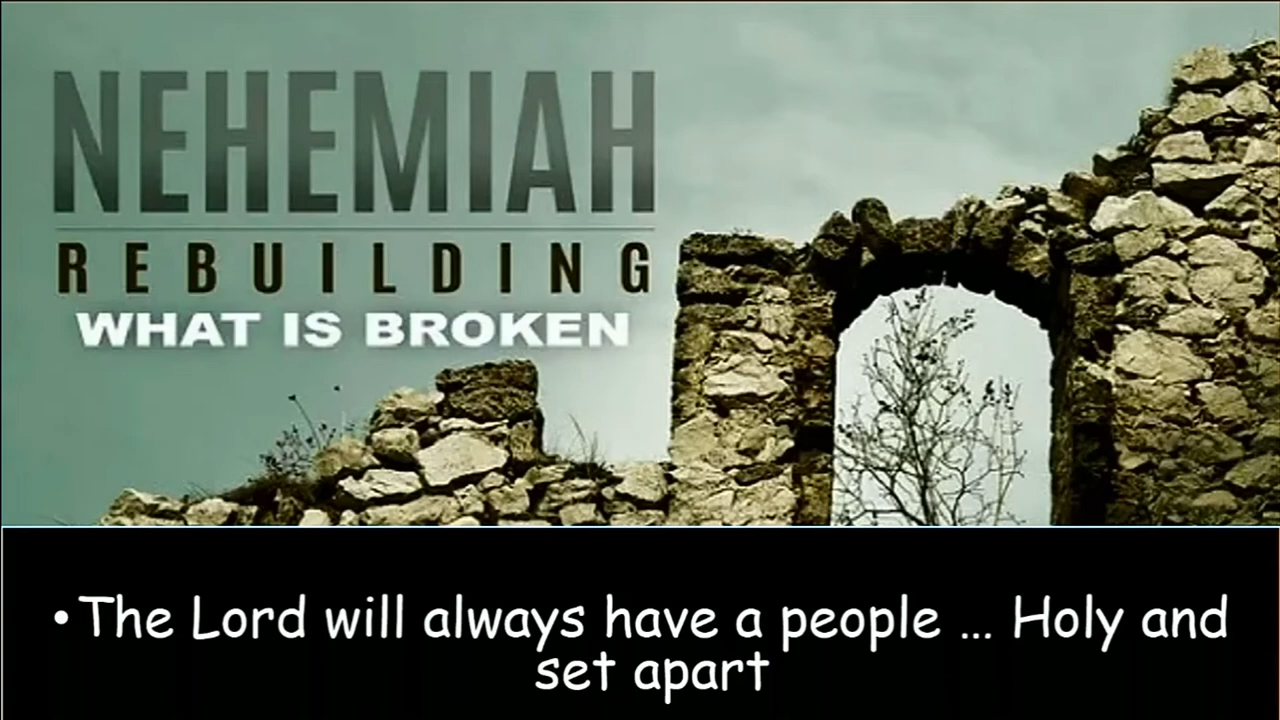 NEHEMIAH
REBUILDING
WHAT IS BROKEN
•The Lord will always have a people ... Holy and
set apart